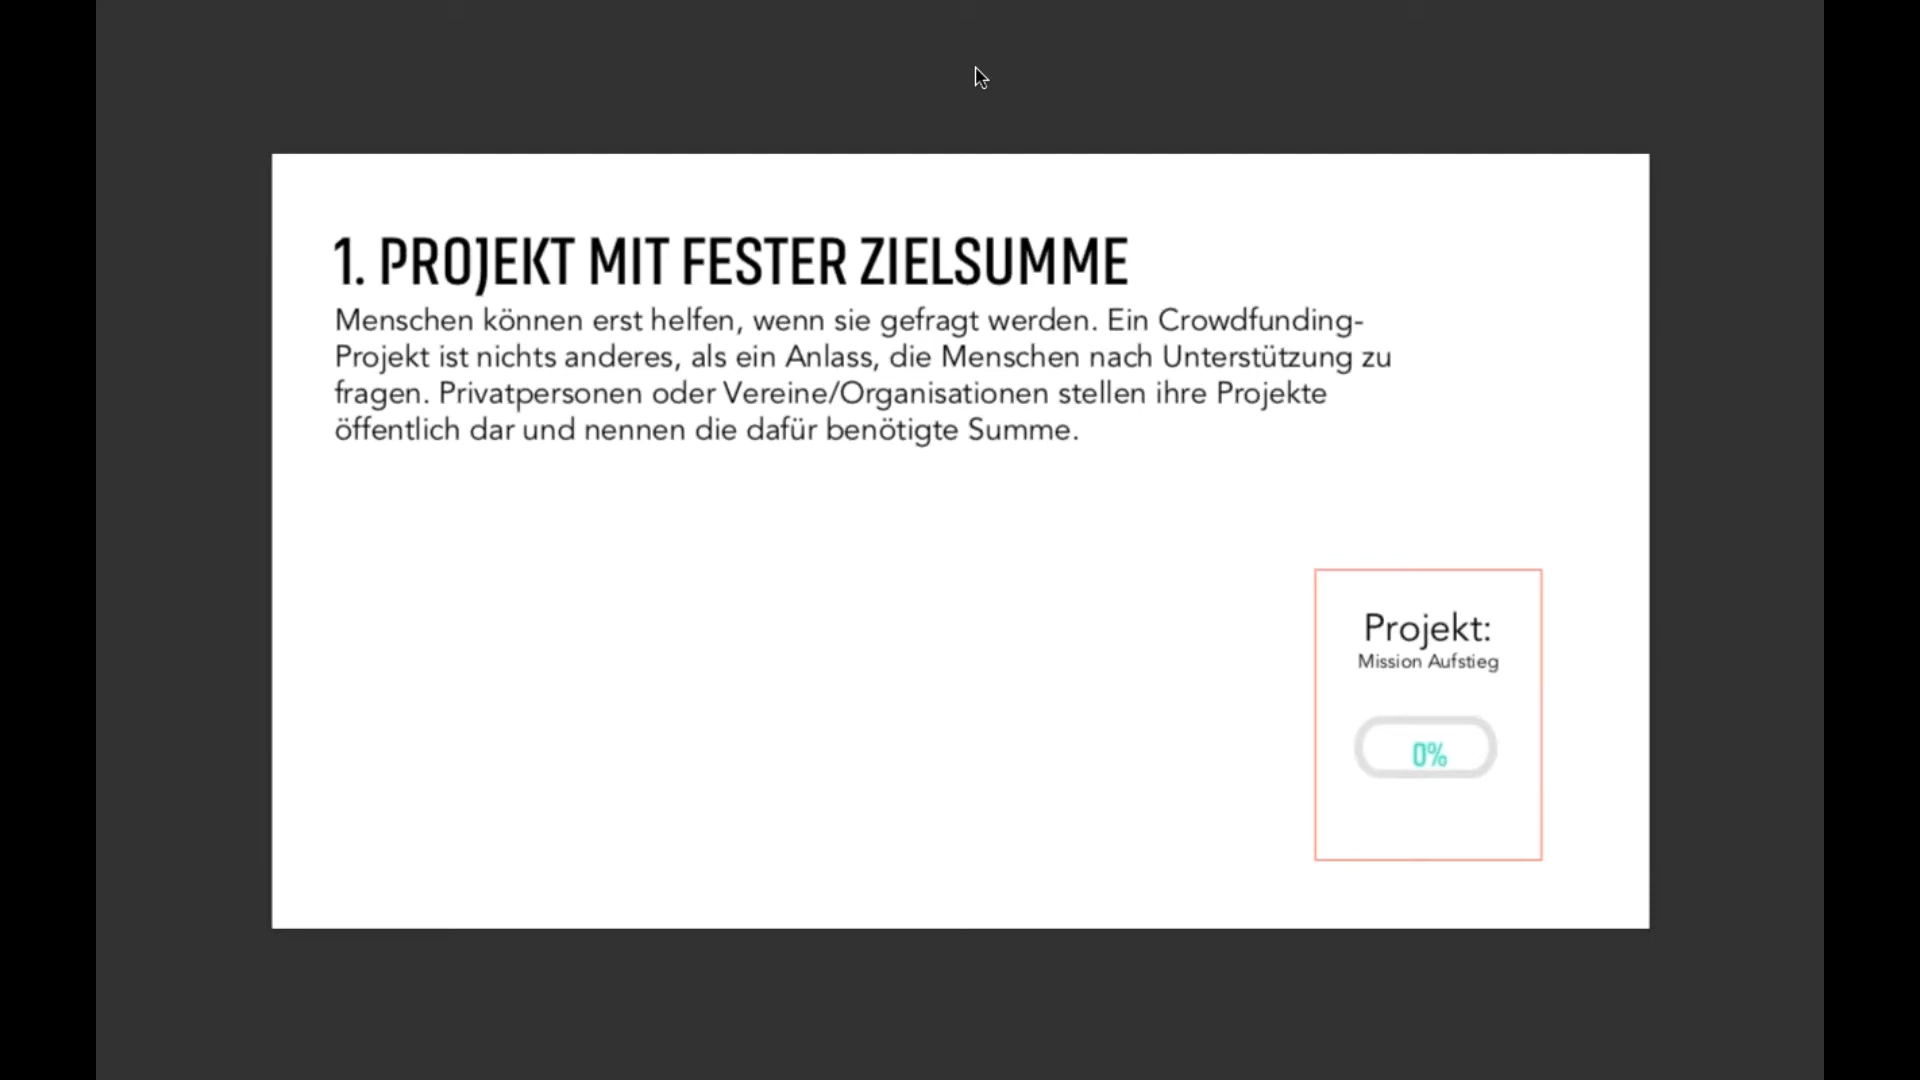 1. PROJEKT MIT FESTER ZIELSUMME
Menschen können erst helfen, wenn sie gefragt werden. Ein Crowdfunding-
Projekt ist nichts anderes, als ein Anlass, die Menschen nach Unterstützung zu
fragen. Privatpersonen oder Vereine/Organisationen stellen ihre Projekte
öffentlich dar und nennen die dafür benötigte Summe.
Projekt:
Mission Aufstieg
0%